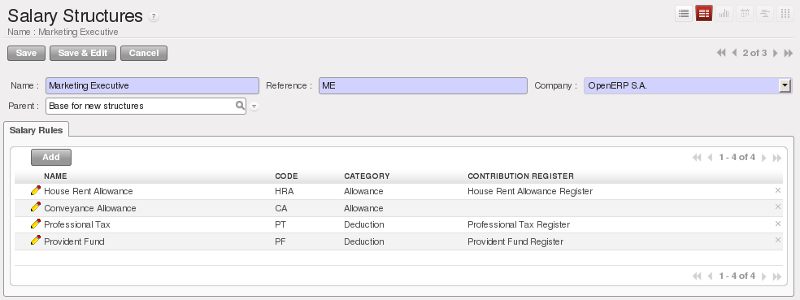 Salary Structures ?
Name : Marketing Executive
Save Save & Edit Cancel 2 of 3
Name : Marketing Executive Reference : ME Company : OpenERP S.A.
Parent : Base for new structures
Salary Rules
Add 1 - 4 of 4
NAME CODE CATEGORY CONTRIBUTION REGISTER
House Rent Allowance HRA Allowance House Rent Allowance Register
Conveyance Allowance CA Allowance
Professional Tax PT Deduction Professional Tax Register
Provident Fund PF Deduction Provident Fund Register
1 - 4 of 4